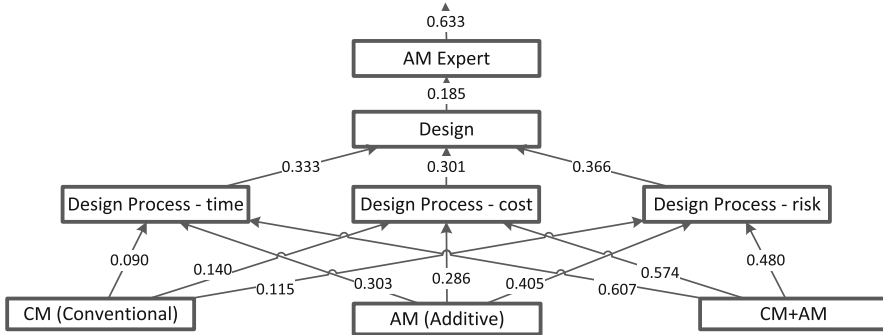 0.633
AM Expert
0.185
Design
0.333
0.301
0.366
Design Process - time
Design Process - cost
Design Process - risk
0.090
0.140
0.115
0.303
0.286
0.405
0.607
0.574
0.480
CM (Conventional)
AM (Additive)
CM+AM